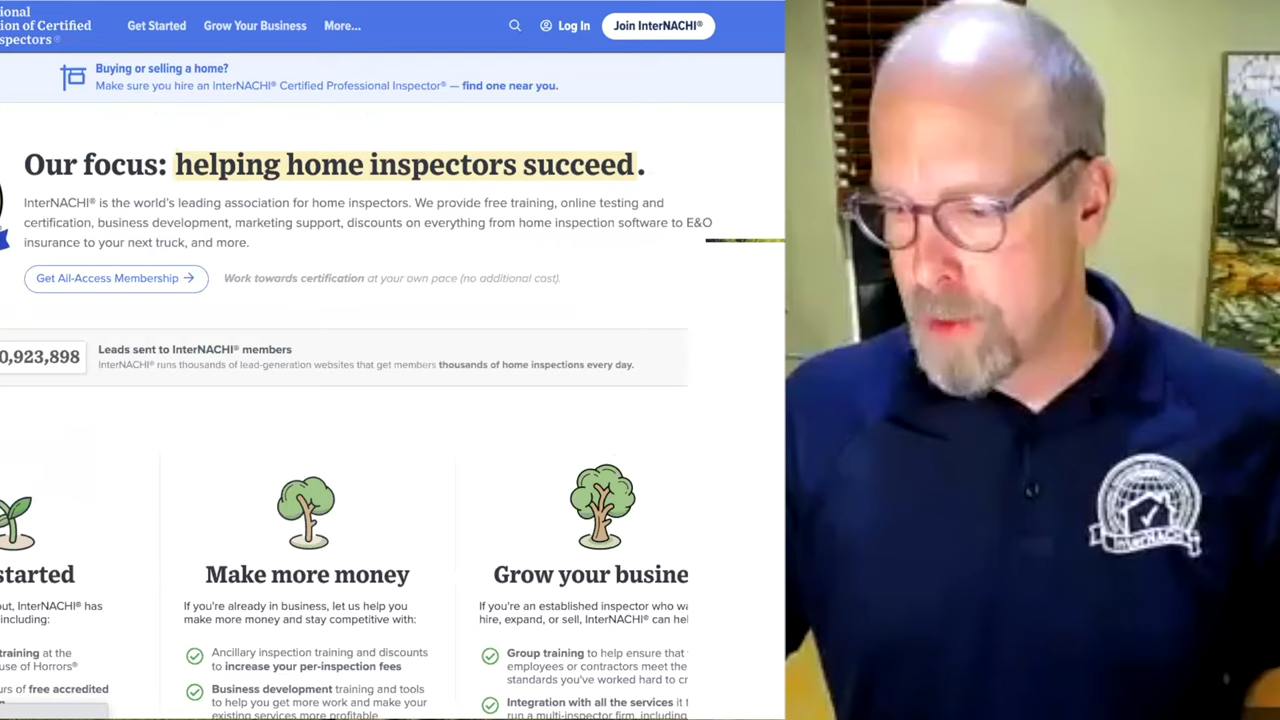 ional
ion of Certified
spectors®
Get Started
Grow Your Business
More...
Log In
Join InterNACHI®
Buying or selling a home?
Make sure you hire an InterNACHI® Certified Professional Inspector® — find one near you.
Our focus: helping home inspectors succeed.
InterNACHI® is the world's leading association for home inspectors. We provide free training, online testing and
certification, business development, marketing support, discounts on everything from home inspection software to E&O
insurance to your next truck, and more.
Get All-Access Membership →
Work towards certification at your own pace (no additional cost).
0,923,898
Leads sent to InterNACHI® members
InterNACHI® runs thousands of lead-generation websites that get members thousands of home inspections every day.
started
out, InterNACHI® has
including:
training at the
use of Horrors®
urs of free accredited
Make more money
If you're already in business, let us help you
make more money and stay competitive with:
Ancillary inspection training and discounts
to increase your per-inspection fees
Business development training and tools
to help you get more work and make your
existing services more profitable
Grow your busine
If you're an established inspector who wa
hire, expand, or sell, InterNACHI® can hel
Group training to help ensure that
employees or contractors meet the
standards you've worked hard to cr
Integration with all the services it
run a multi-inspector firm, including
InterNACHI